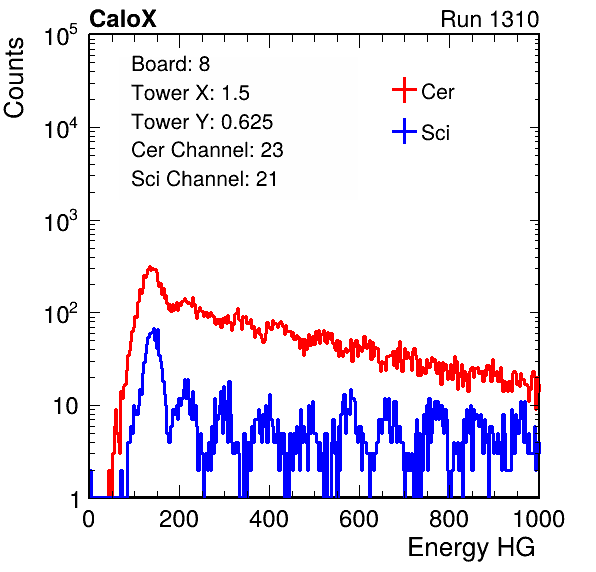 CaloX Run 1310
Counts
Board: 8
Tower X: 1.5
Tower Y: 0.625
Cer Channel: 23
Sci Channel: 21
Cer
Sci
10^5
10^4
10^3
10^2
10
1
0 200 400 600 800 1000
Energy HG